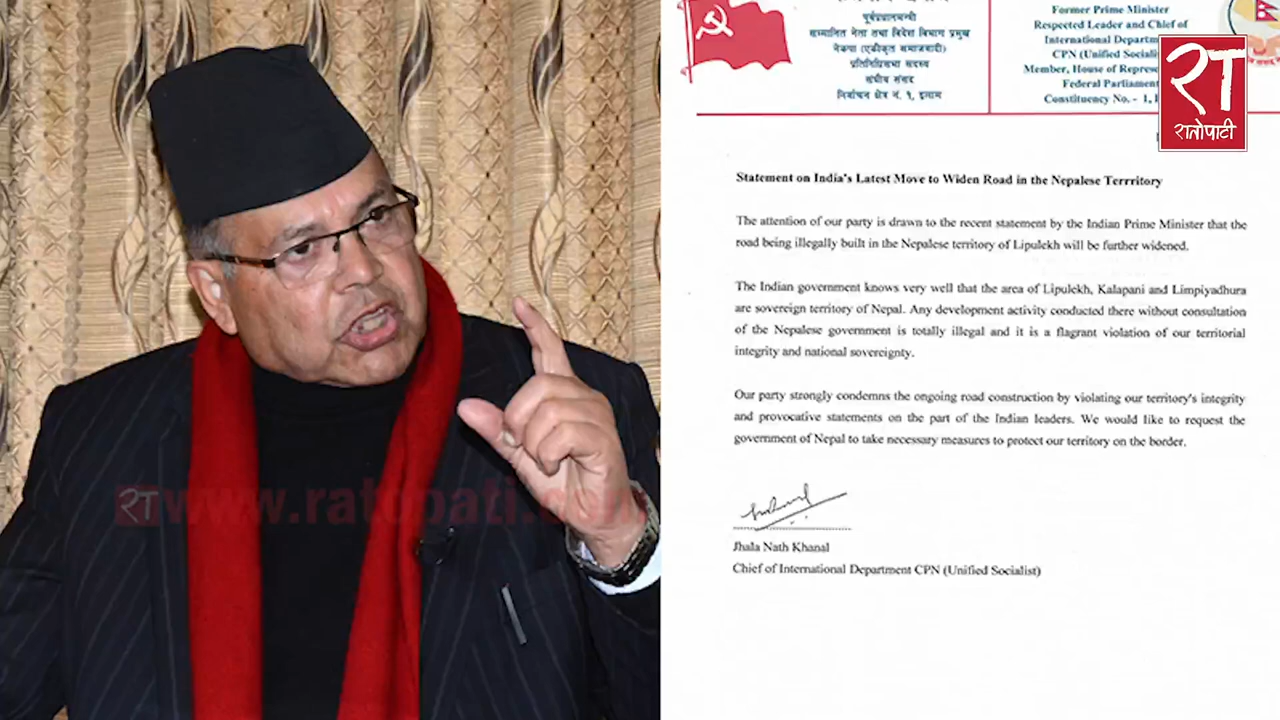 पूर्वप्रधानमन्त्री
सम्मानित नेता तथा विदेश विभाग प्रमुख
नेकपा (एकीकृत समाजवादी)
प्रतिनिधिसभा सदस्य
संघीय संसद
निर्वाचन क्षेत्र नं. १, इलाम
Former Prime Minister
Respected Leader and Chief of
International
CPN (Unified
Member, House of
Federal Parliament
Constituency No. - 1,
रा
रातोपाटी
Statement on India's Latest Move to Widen Road in the Nepalese Terrritory
The attention of our party is drawn to the recent statement by the Indian Prime Minister that the
road being illegally built in the Nepalese territory of Lipulekh will be further widened.
The Indian government knows very well that the area of Lipulekh, Kalapani and Limpiyadhura
are sovereign territory of Nepal. Any development activity conducted there without consultation
of the Nepalese government is totally illegal and it is a flagrant violation of our territorial
integrity and national sovereignty.
Our party strongly condemns the ongoing road construction by violating our territory's integrity
and provocative statements on the part of the Indian leaders. We would like to request the
government of Nepal to take necessary measures to protect our territory on the border.
Jhala Nath Khanal
Chief of International Department CPN (Unified Socialist)
रा www.ratopati.com